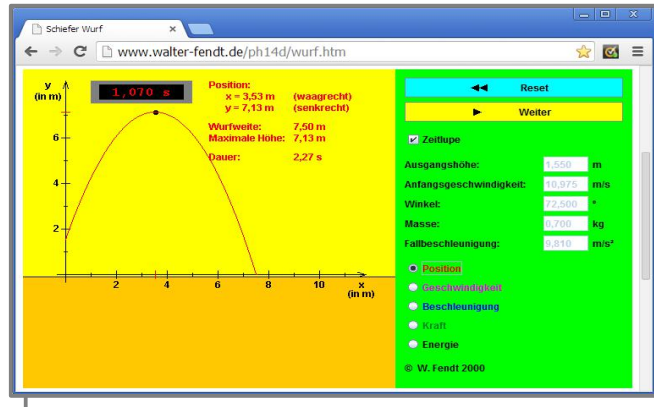 Schiefer Wurf
www.walter-fendt.de/ph14d/wurf.htm
y
(in m)
1,070 s
Position:
x = 3,53 m (waagrecht)
y = 7,13 m (senkrecht)
Wurfweite: 7,50 m
Maximale Höhe: 7,13 m
Dauer: 2,27 s
6
4
2
2 4 6 8 10 x
(in m)
Reset
Weiter
Zeitlupe
Ausgangshöhe: 1,550 m
Anfangsgeschwindigkeit: 10,975 m/s
Winkel: 72,500 °
Masse: 0,700 kg
Fallbeschleunigung: 9,810 m/s²
Position
Geschwindigkeit
Beschleunigung
Kraft
Energie
© W. Fendt 2000